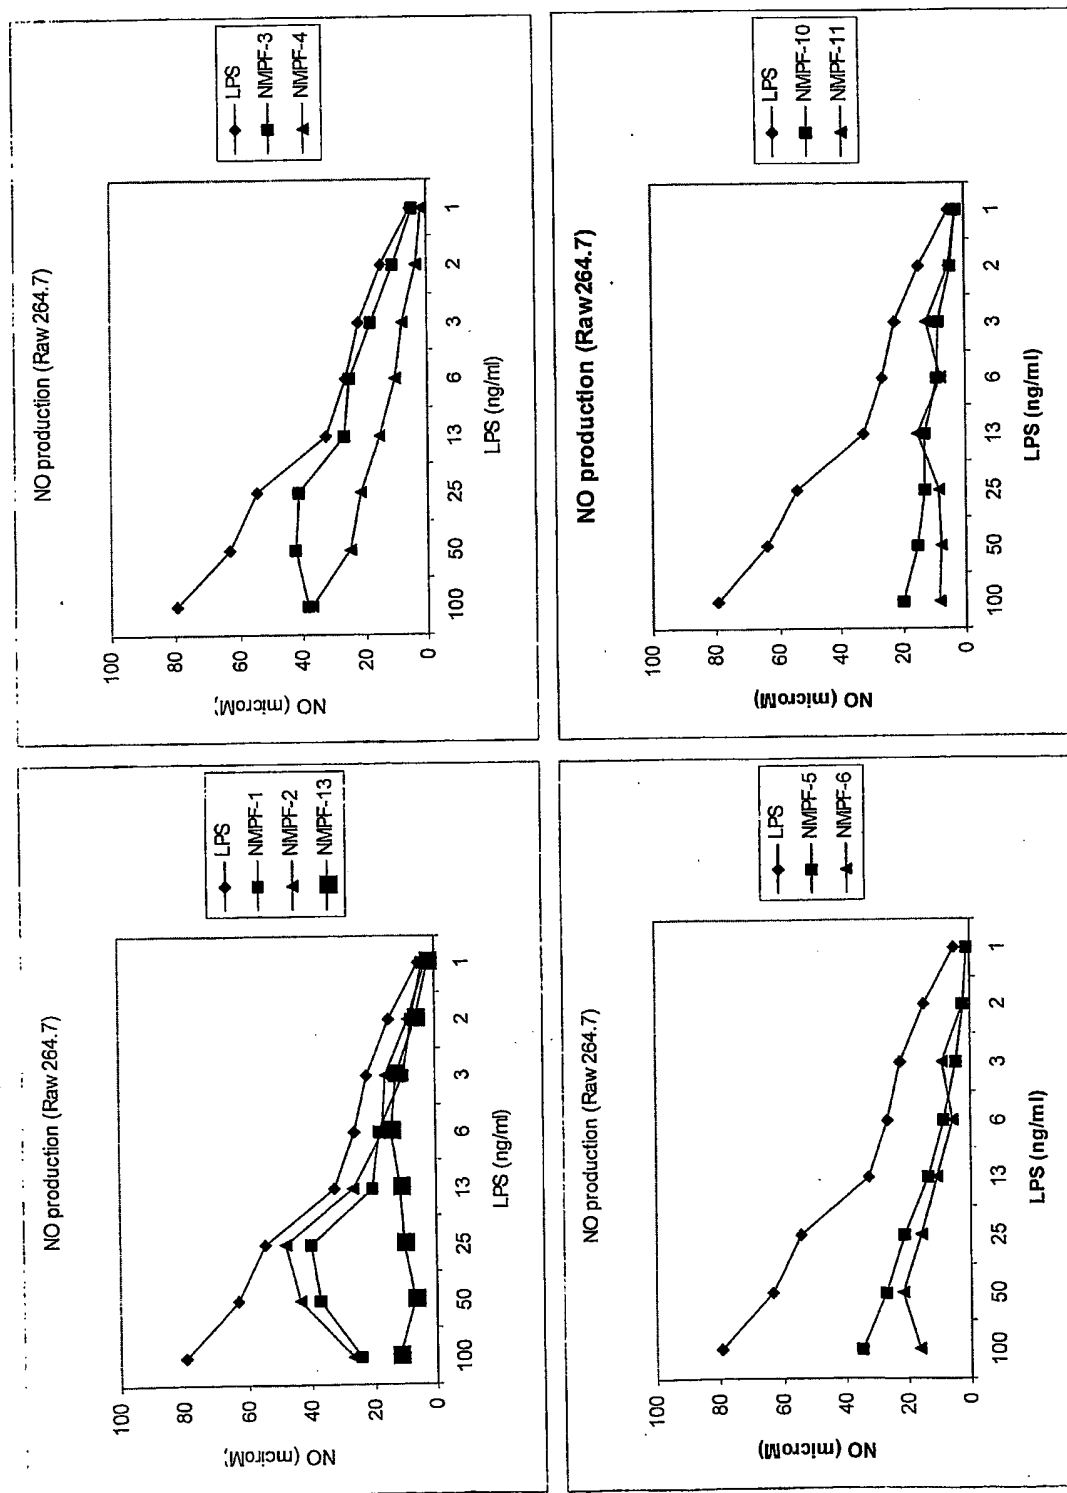 NO production (Raw 264.7)
NO (mciroM)
100
80
60
40
20
0
100
50
25
13
6
3
2
1
LPS (ng/ml)
LPS
NMPF-1
NMPF-2
NMPF-13
NO production (Raw 264.7)
NO (microM)
100
80
60
40
20
0
100
50
25
13
6
3
2
1
LPS (ng/ml)
LPS
NMPF-3
NMPF-4
NO production (Raw 264.7)
NO (microM)
100
80
60
40
20
0
100
50
25
13
6
3
2
1
LPS (ng/ml)
LPS
NMPF-5
NMPF-6
NO production (Raw264.7)
NO (microM)
100
80
60
40
20
0
100
50
25
13
6
3
2
1
LPS (ng/ml)
LPS
NMPF-10
NMPF-11